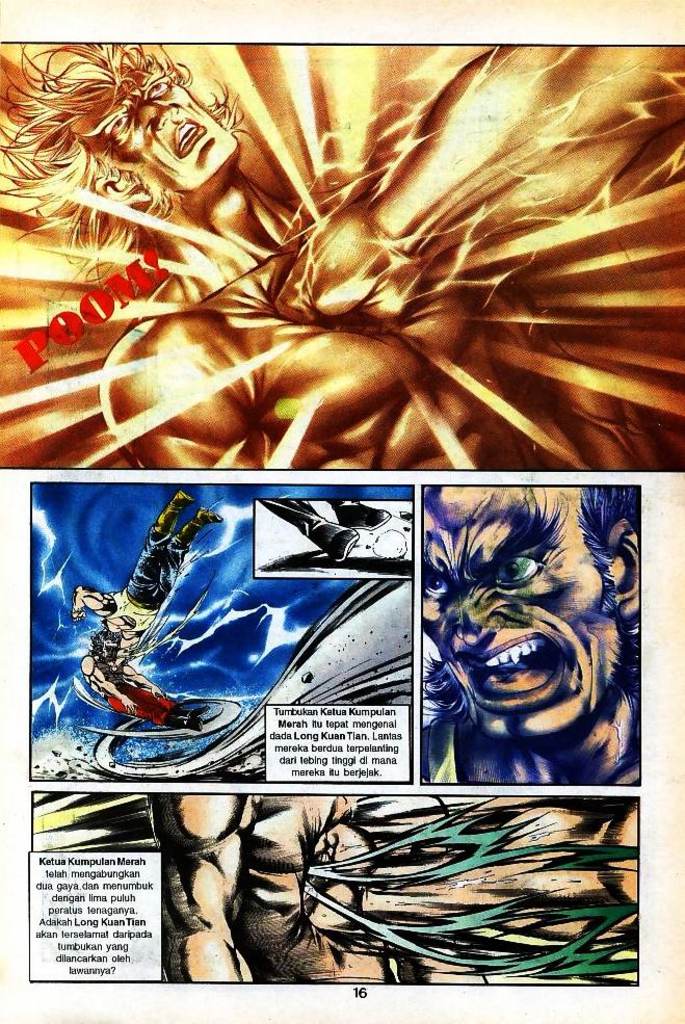 POOM!
Tumbukan Ketua Kumpulan
Merah itu tepat mengenai
dada Long Kuan Tian. Lantas
mereka berdua terpelanting
dari tebing tinggi di mana
mereka itu berjejak.
Ketua Kumpulan Merah
telah mengabungkan
dua gaya dan menumbuk
dengan lima puluh
peratus tenaganya.
Adakah Long Kuan Tian
akan terselamat daripada
tumbukan yang
dilancarkan oleh
lawannya?
16